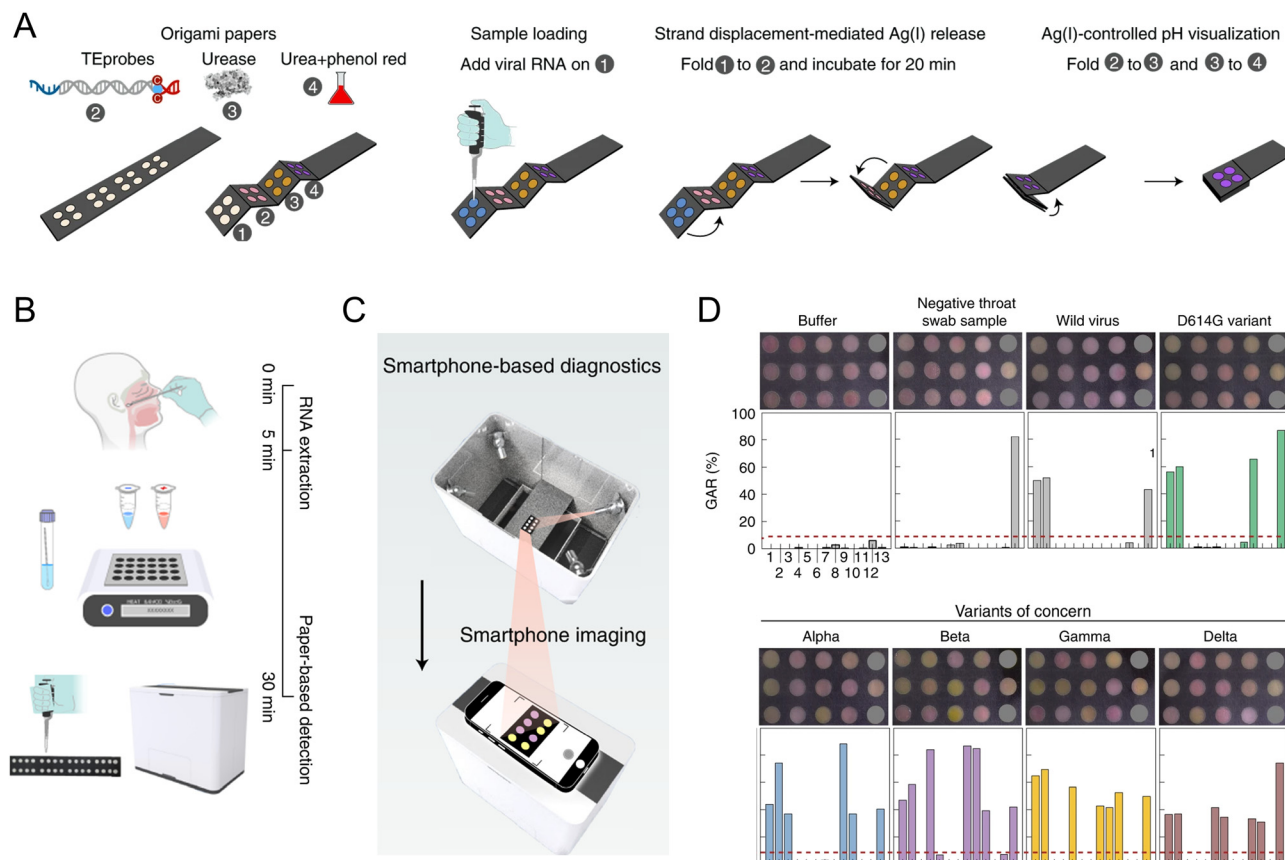 A
Origami papers
TEprobes
Urease
Urea+phenol red
C
C
2
3
4
1
2
3
4
Sample loading
Add viral RNA on 1
Strand displacement-mediated Ag(I) release
Fold 1 to 2 and incubate for 20 min
Ag(I)-controlled pH visualization
Fold 2 to 3 and 3 to 4
B
0 min
5 min
30 min
RNA extraction
Paper-based detection
C
Smartphone-based diagnostics
Smartphone imaging
D
Buffer
Negative throat
swab sample
Wild virus
D614G variant
GAR (%)
100
80
60
40
20
0
1
1 3 5 7 9 11 13
2 4 6 8 10 12
Variants of concern
Alpha
Beta
Gamma
Delta